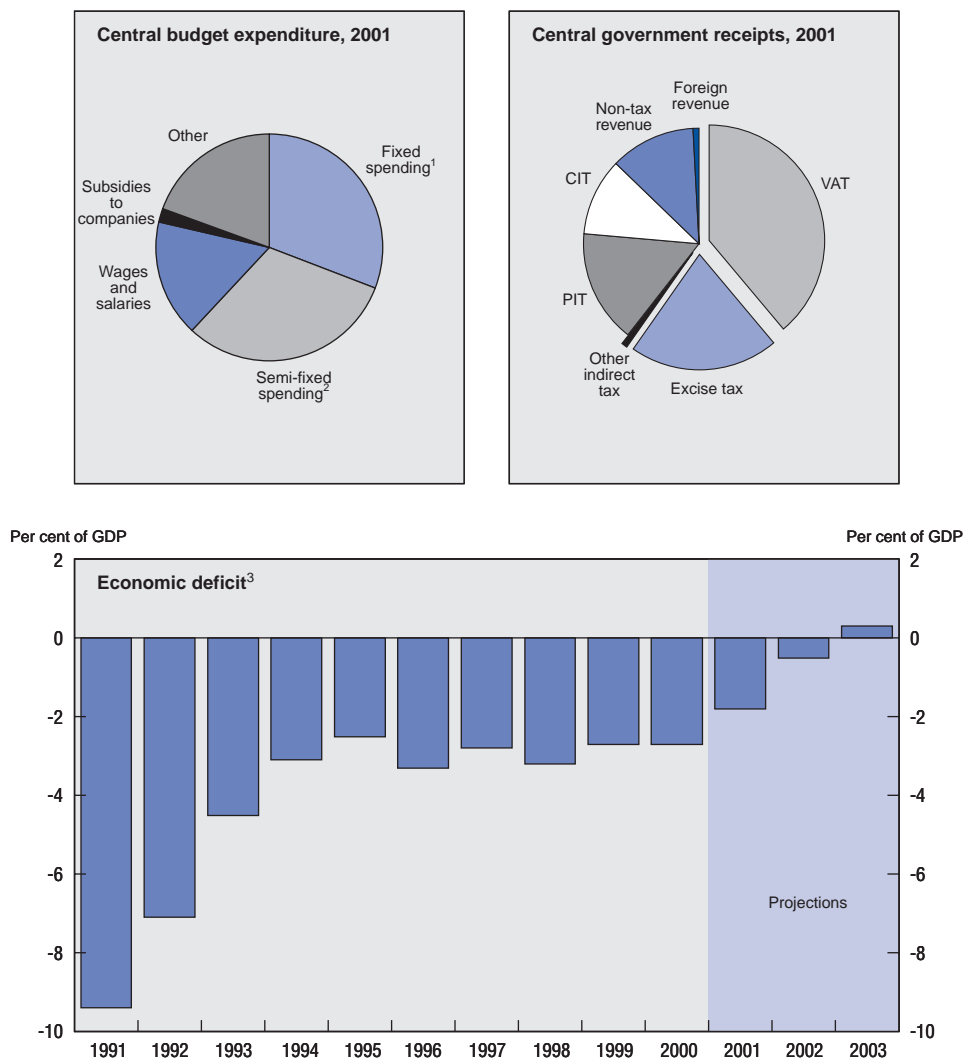 Central budget expenditure, 2001
Other
Fixed
spending1
Subsidies
to
companies
Wages
and
salaries
Semi-fixed
spending2
Central government receipts, 2001
Foreign
revenue
Non-tax
revenue
CIT
VAT
PIT
Other
indirect
tax
Excise tax
Per cent of GDP
Per cent of GDP
2
2
Economic deficit3
0
0
-2
-2
-4
-4
-6
-6
Projections
-8
-8
-10
-10
1991 1992 1993 1994 1995 1996 1997 1998 1999 2000 2001 2002 2003